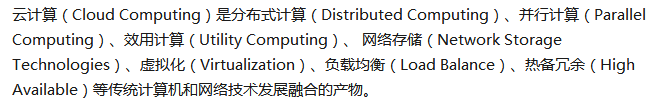 云计算（Cloud Computing）是分布式计算（Distributed Computing）、并行计算（Parallel
Computing）、效用计算（Utility Computing）、 网络存储（Network Storage
Technologies）、虚拟化（Virtualization）、负载均衡（Load Balance）、热备冗余（High
Available）等传统计算机和网络技术发展融合的产物。